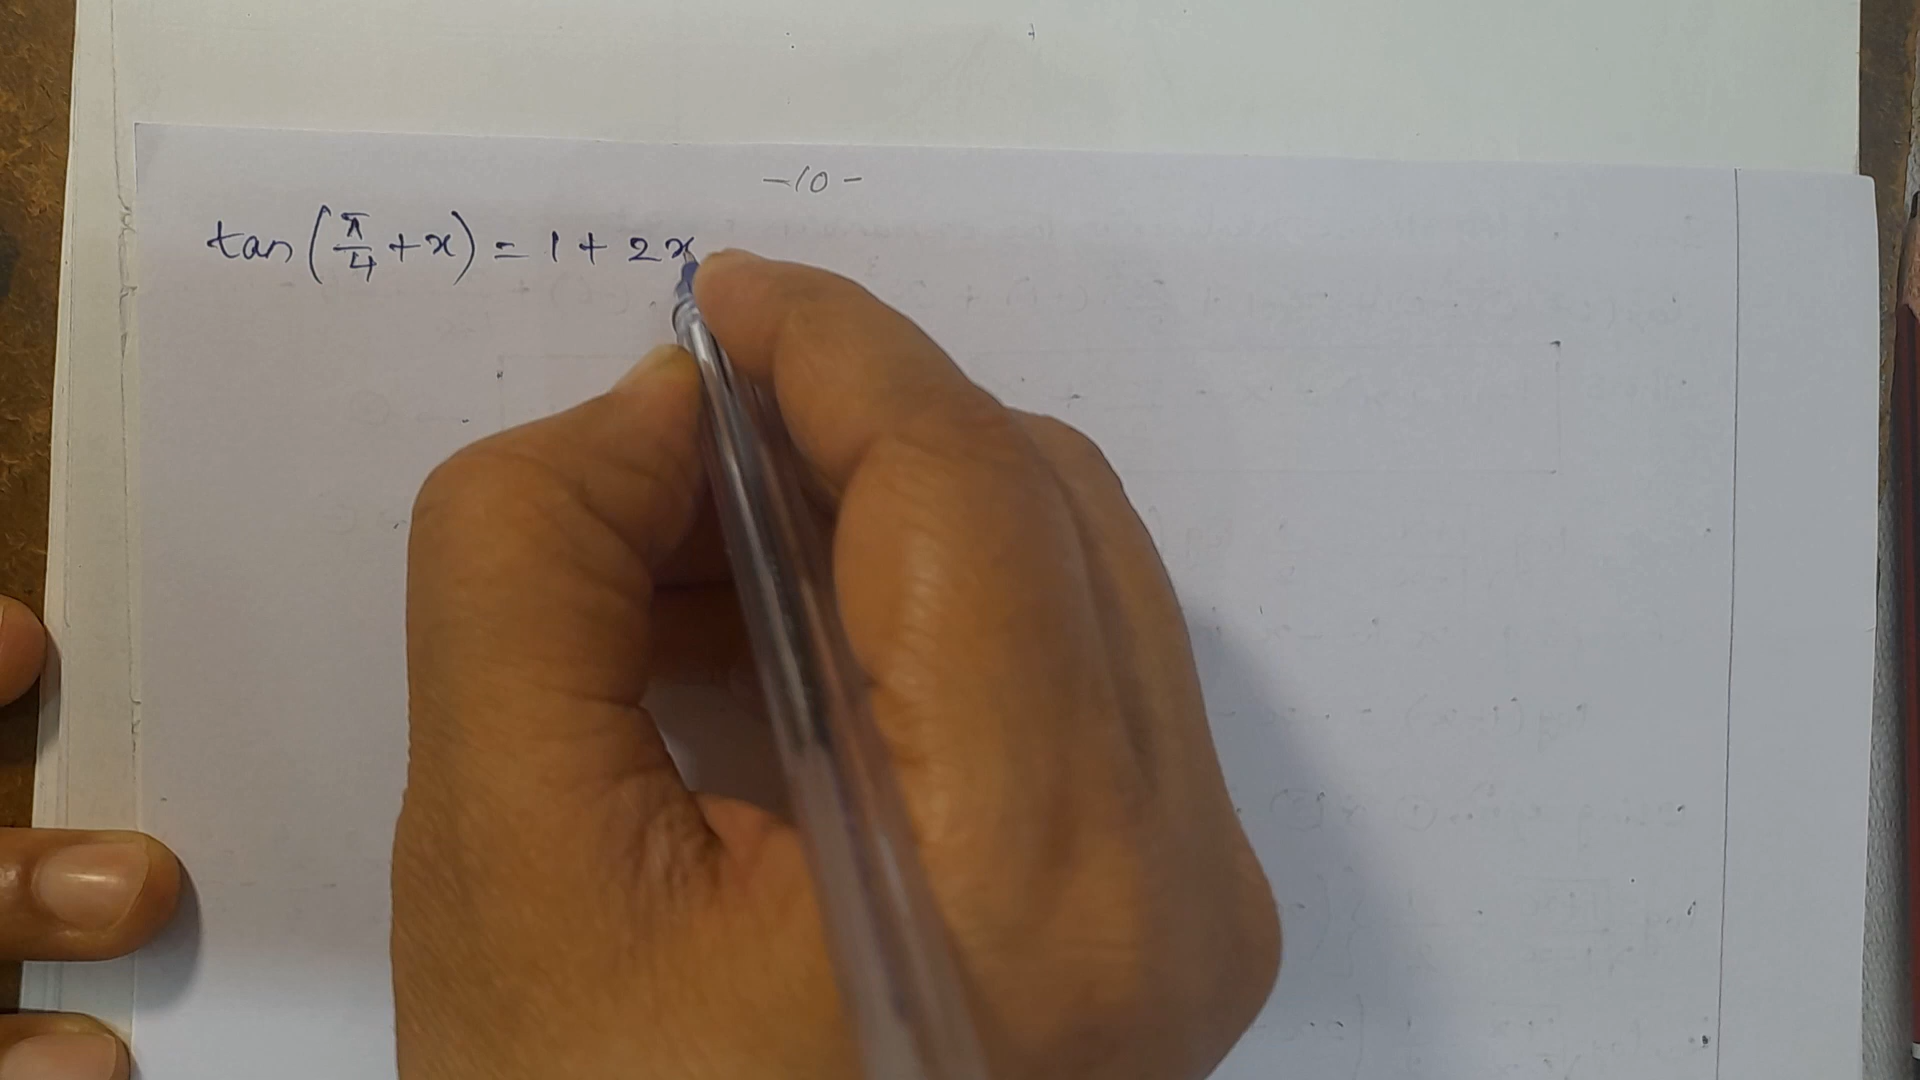 -10-
tan(π/4+x) = 1 + 2x